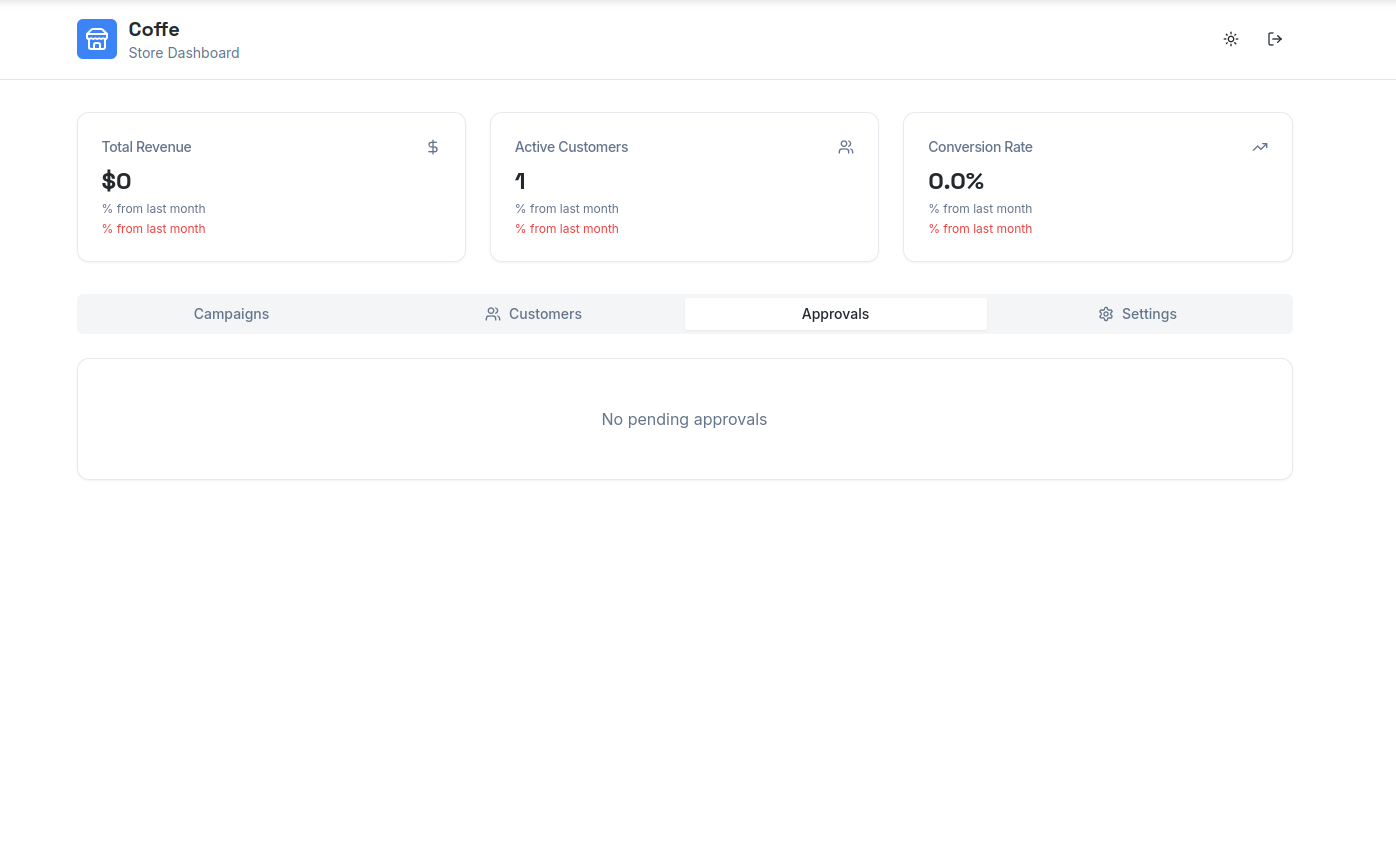 Coffe
Store Dashboard
Total Revenue
$0
% from last month
% from last month
Active Customers
1
% from last month
% from last month
Conversion Rate
0.0%
% from last month
% from last month
Campaigns
Customers
Approvals
Settings
No pending approvals